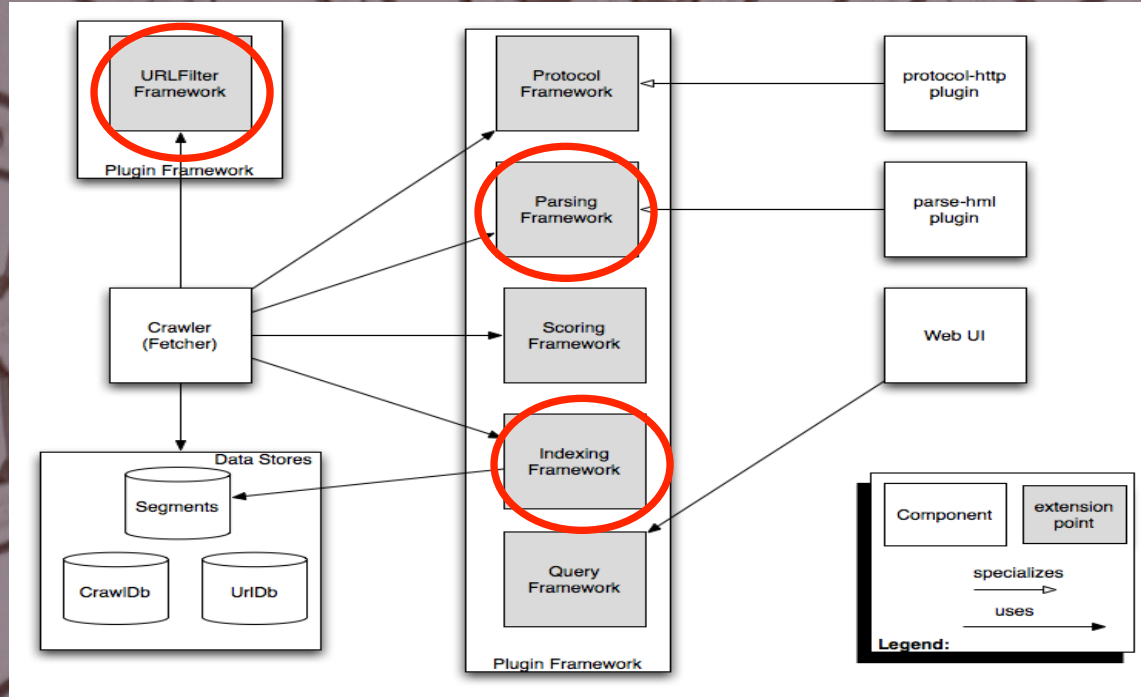 URLFilter
Framework
Plugin Framework
Crawler
(Fetcher)
Data Stores
Segments
CrawlDb
UrlDb
Protocol
Framework
Parsing
Framework
Scoring
Framework
Indexing
Framework
Query
Framework
Plugin Framework
protocol-http
plugin
parse-hml
plugin
Web UI
Component
extension
point
specializes
uses
Legend: